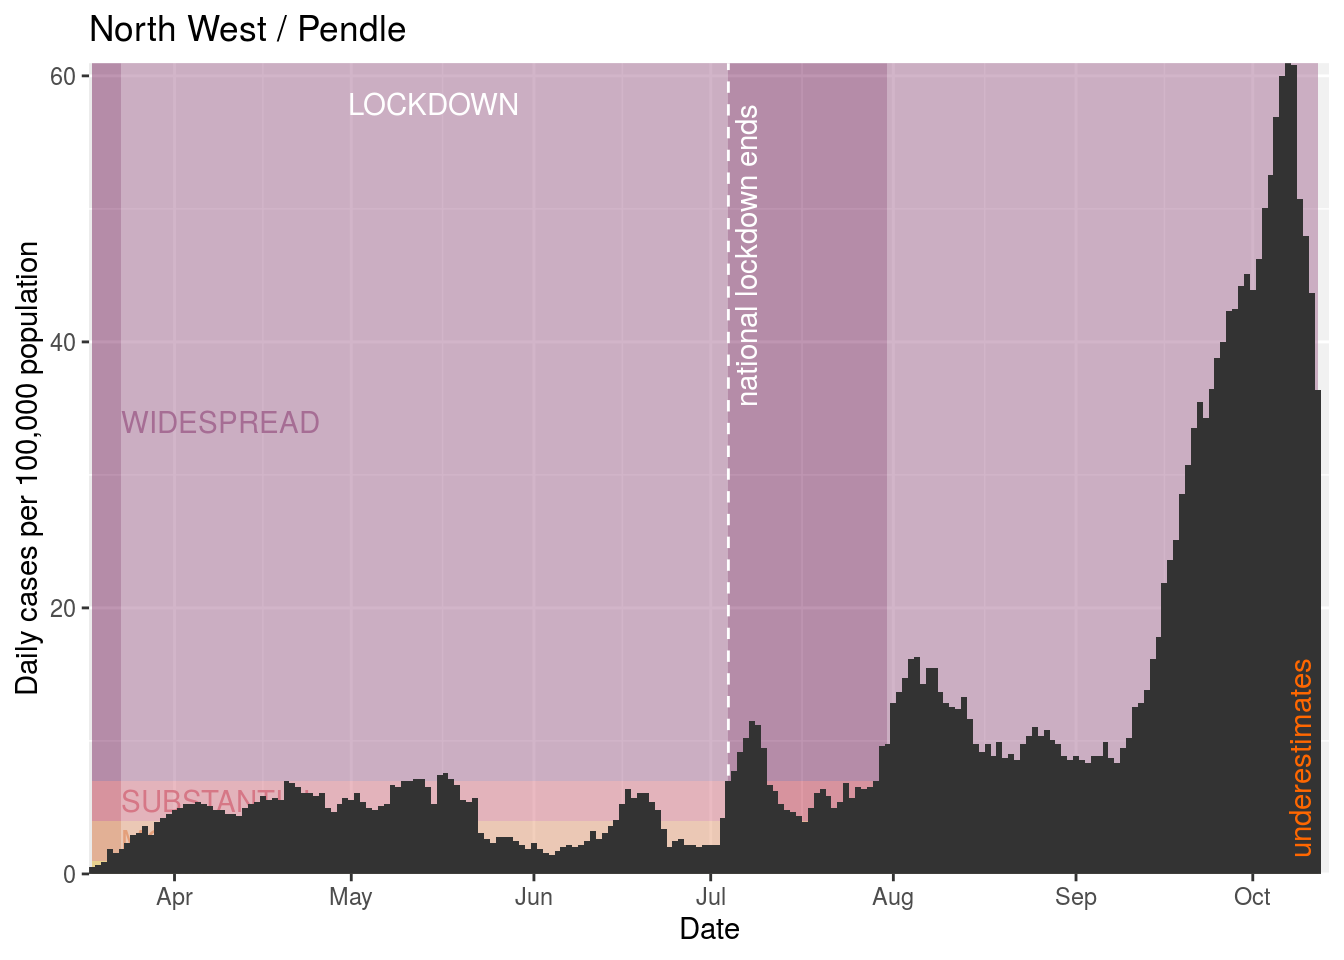 North West / Pendle
60
40
20
0
Daily cases per 100,000 population
LOCKDOWN
WIDESPREAD
national lockdown ends
underestimates
Apr
May
Jun
Jul
Aug
Sep
Oct
Date